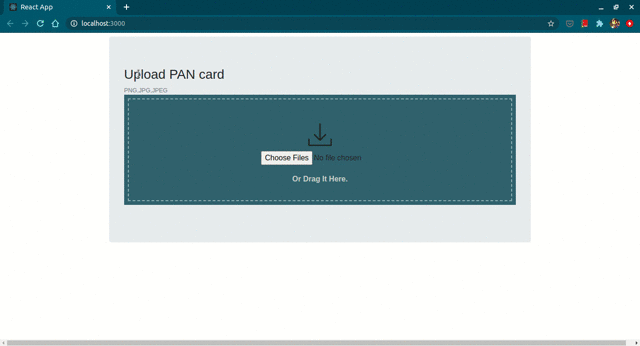 React App
localhost:3000
Upload PAN card
PNG,JPG,JPEG
Choose Files No file chosen
Or Drag It Here.